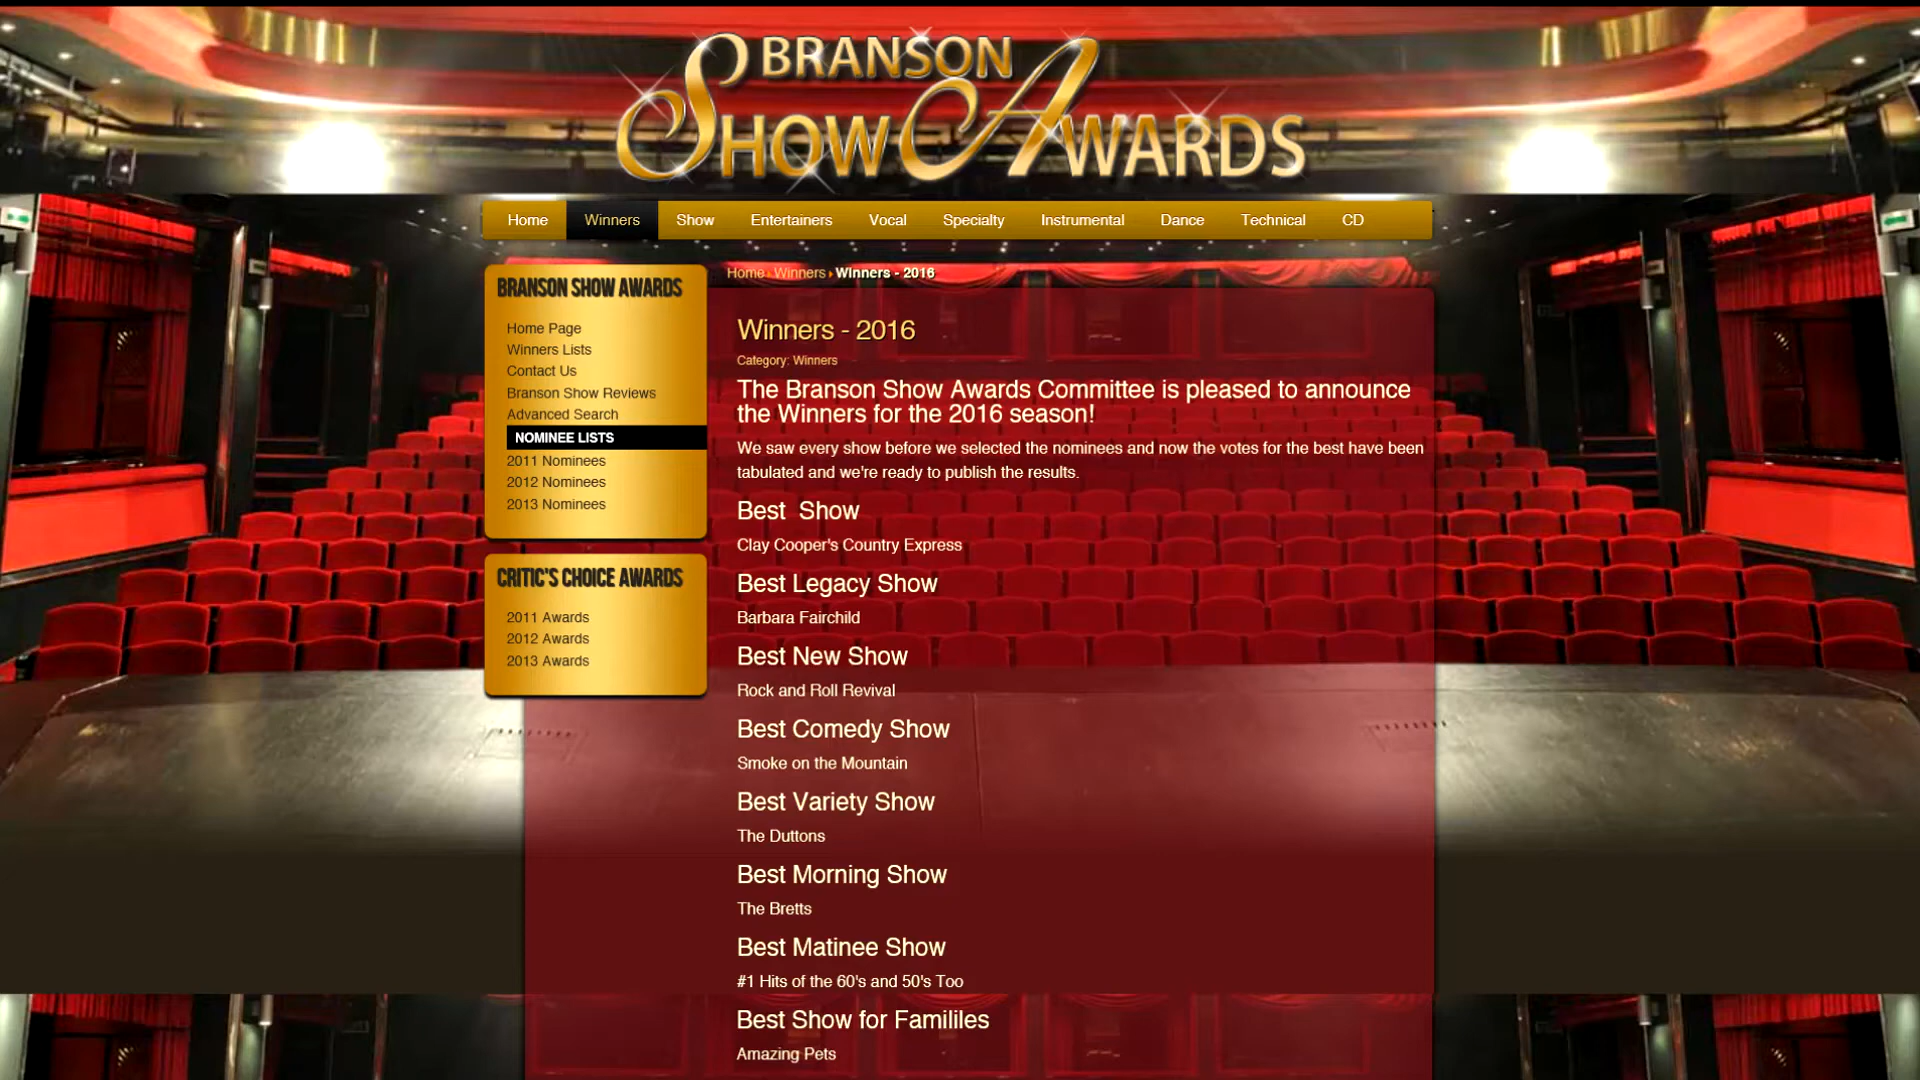 BRANSON
SHOW AWARDS
Home Winners Show Entertainers Vocal Specialty Instrumental Dance Technical CD
BRANSON SHOW AWARDS
Home Page
Winners Lists
Contact Us
Branson Show Reviews
Advanced Search
NOMINEE LISTS
2011 Nominees
2012 Nominees
2013 Nominees
CRITIC'S CHOICE AWARDS
2011 Awards
2012 Awards
2013 Awards
Home Winners Winners - 2016
Winners - 2016
Category: Winners
The Branson Show Awards Committee is pleased to announce
the Winners for the 2016 season!
We saw every show before we selected the nominees and now the votes for the best have been
tabulated and we're ready to publish the results.
Best Show
Clay Cooper's Country Express
Best Legacy Show
Barbara Fairchild
Best New Show
Rock and Roll Revival
Best Comedy Show
Smoke on the Mountain
Best Variety Show
The Duttons
Best Morning Show
The Bretts
Best Matinee Show
#1 Hits of the 60's and 50's Too
Best Show for Famililes
Amazing Pets